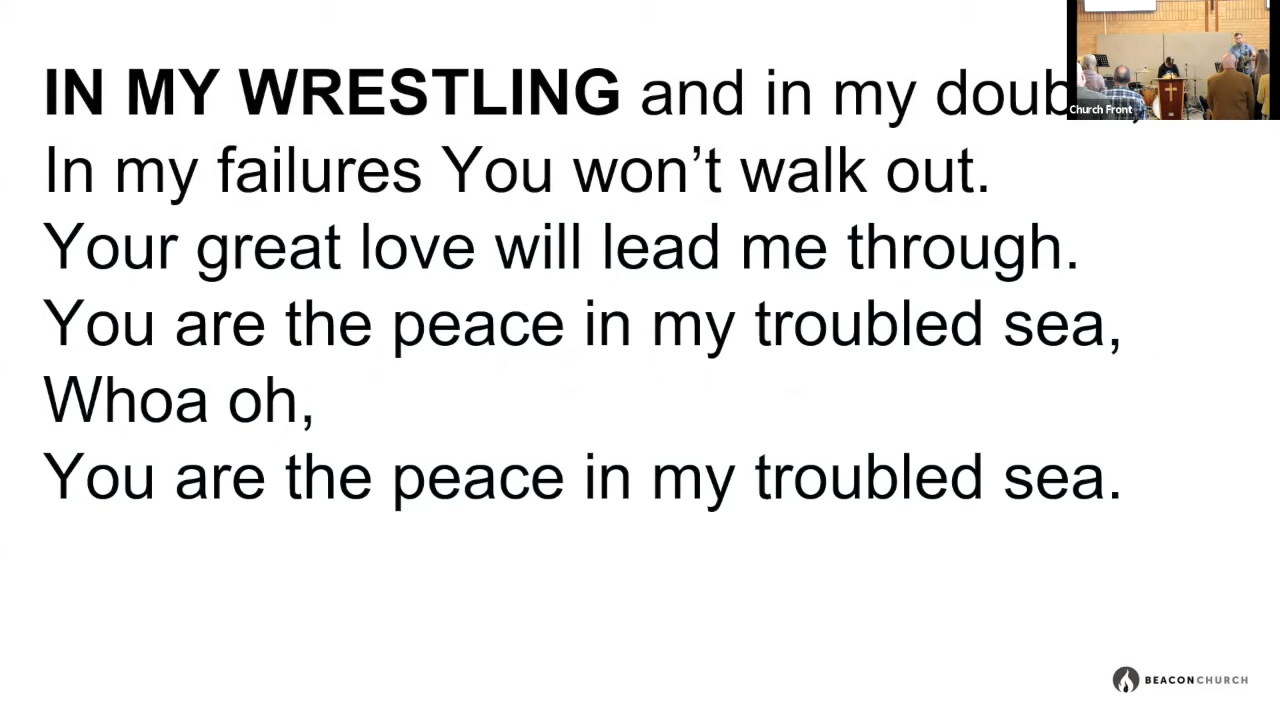 IN MY WRESTLING and in my doub
In my failures You won’t walk out.
Your great love will lead me through.
You are the peace in my troubled sea,
Whoa oh,
You are the peace in my troubled sea.
Church Front
BEACONCHURCH